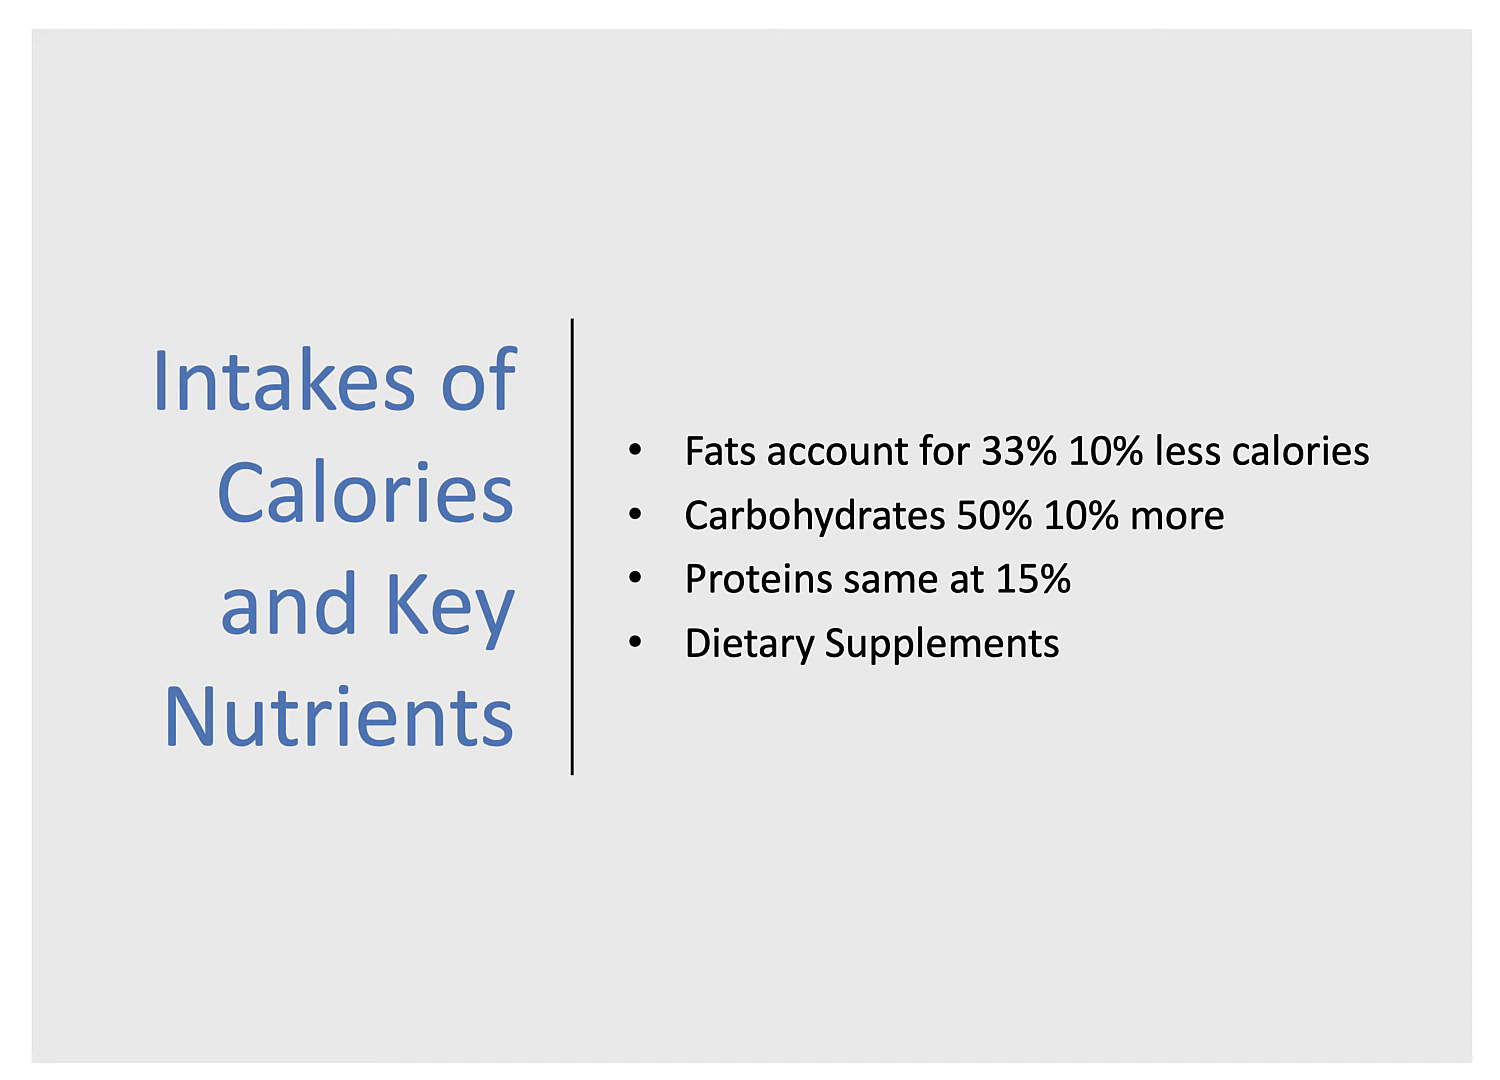 Intakes of
Calories
and Key
Nutrients
• Fats account for 33% 10% less calories
• Carbohydrates 50% 10% more
• Proteins same at 15%
• Dietary Supplements